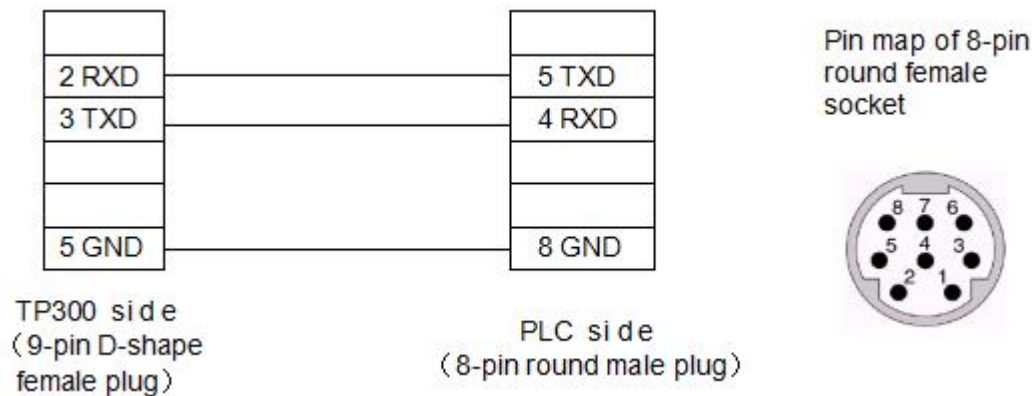 2 RXD
3 TXD
5 GND
TP300 side
（9-pin D-shape
female plug）
5 TXD
4 RXD
8 GND
PLC side
（8-pin round male plug）
Pin map of 8-pin
round female
socket
8 7 6
5 4 3
2 1